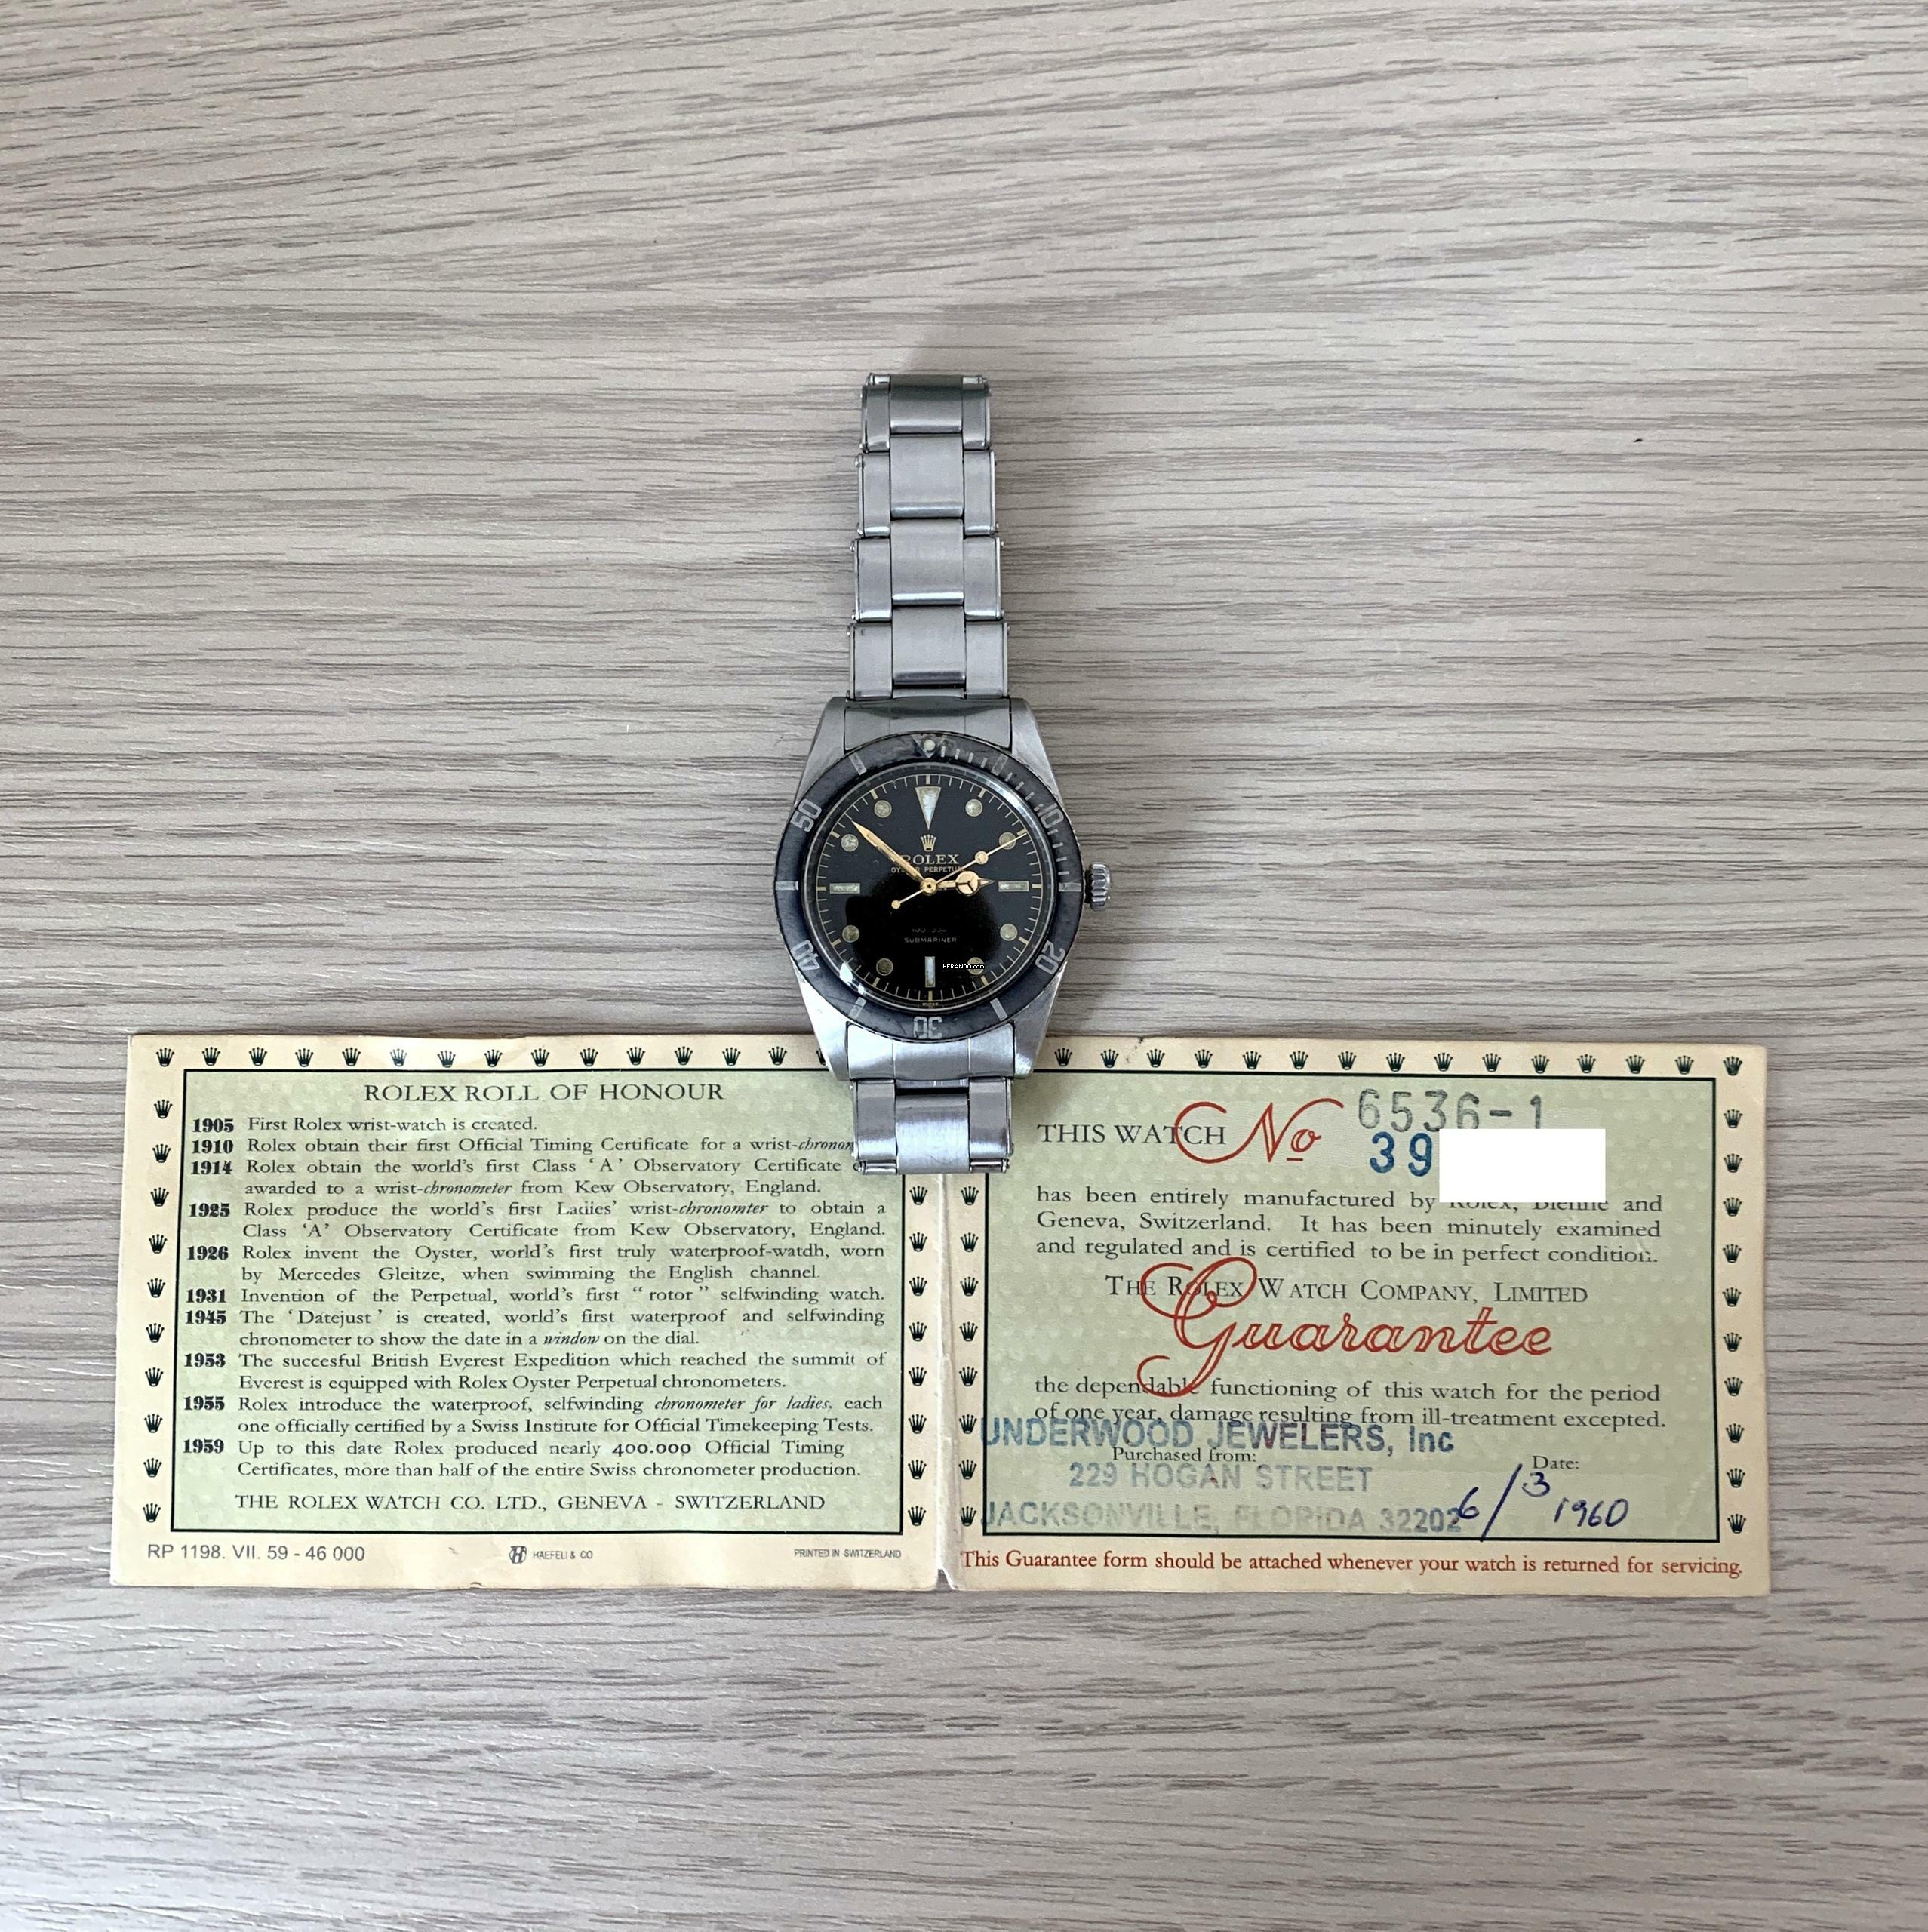 50
10
ROLEX
OYSTER PERPETUAL
SUBMARINER
HERANDO.COM
40
20
30
ROLEX ROLL OF HONOUR
1905 First Rolex wrist-watch is created.
1910 Rolex obtain their first Official Timing Certificate for a wrist-chronom
1914 Rolex obtain the world's first Class 'A' Observatory Certificate
awarded to a wrist-chronometer from Kew Observatory, England.
1925 Rolex produce the world's first Ladies' wrist-chronomter to obtain a
Class 'A' Observatory Certificate from Kew Observatory, England.
1926 Rolex invent the Oyster, world's first truly waterproof-watdh, worn
by Mercedes Gleitze, when swimming the English channel.
1931 Invention of the Perpetual, world's first "rotor" selfwinding watch.
1945 The 'Datejust' is created, world's first waterproof and selfwinding
chronometer to show the date in a window on the dial.
1953 The succesful British Everest Expedition which reached the summit of
Everest is equipped with Rolex Oyster Perpetual chronometers.
1955 Rolex introduce the waterproof, selfwinding chronometer for ladies, each
one officially certified by a Swiss Institute for Official Timekeeping Tests.
1959 Up to this date Rolex produced nearly 400.000 Official Timing
Certificates, more than half of the entire Swiss chronometer production.
THE ROLEX WATCH CO. LTD., GENEVA - SWITZERLAND
RP 1198. VII. 59 - 46 000
HAEFELI & CO
PRINTED IN SWITZERLAND
6536-1
THIS WATCH No 39
has been entirely manufactured by Rolex, Bienne and
Geneva, Switzerland. It has been minutely examined
and regulated and is certified to be in perfect condition.
THE ROLEX WATCH COMPANY, LIMITED
Guarantee
the dependable functioning of this watch for the period
of one year, damage resulting from ill-treatment excepted.
UNDERWOOD JEWELERS, Inc
Purchased from:
Date:
229 HOGAN STREET
JACKSONVILLE, FLORIDA 32202
6/3 1960
This Guarantee form should be attached whenever your watch is returned for servicing.